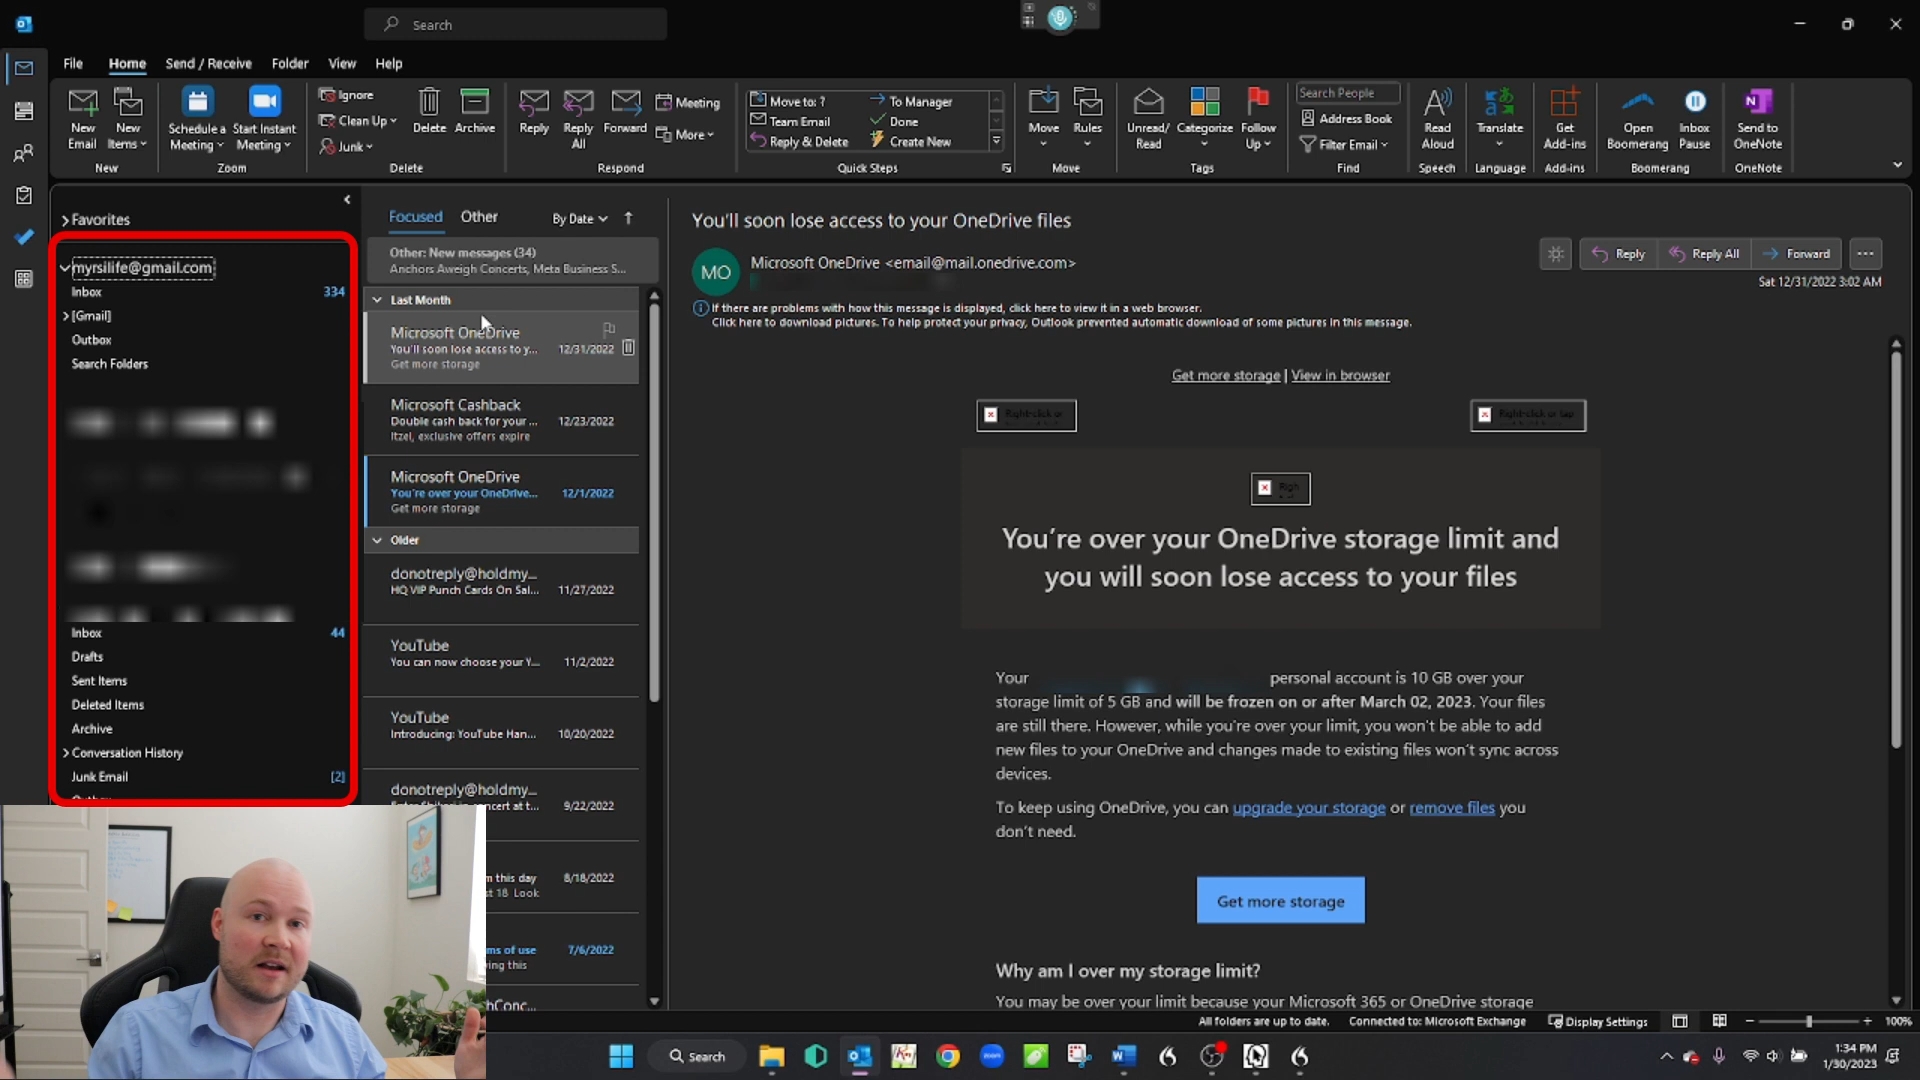 Search
File Home Send / Receive Folder View Help
New Email
New Items
New
Schedule a Meeting
Start Instant Meeting
Zoom
Ignore
Clean Up
Junk
Delete
Archive
Delete
Reply
Reply All
Forward
Meeting
More
Respond
Move to: ?
Team Email
Reply & Delete
To Manager
Done
Create New
Quick Steps
Move
Rules
Move
Unread/ Read
Categorize
Follow Up
Tags
Search People
Address Book
Filter Email
Find
Read Aloud
Speech
Translate
Language
Get Add-ins
Add-ins
Open Boomerang
Inbox Pause
Boomerang
Send to OneNote
OneNote
Favorites
myrsilife@gmail.com
Inbox 334
[Gmail]
Outbox
Search Folders
Inbox 44
Drafts
Sent Items
Deleted Items
Archive
Conversation History
Junk Email [2]
Focused Other By Date
Other: New messages (34)
Anchors Aweigh Concerts, Meta Business S...
Last Month
Microsoft OneDrive
You'll soon lose access to y... 12/31/2022
Get more storage
Microsoft Cashback
Double cash back for your ... 12/23/2022
Itzel, exclusive offers expire
Microsoft OneDrive
You're over your OneDrive... 12/1/2022
Get more storage
Older
donotreply@holdmy...
HQ VIP Punch Cards On Sal... 11/27/2022
YouTube
You can now choose your Y... 11/2/2022
YouTube
Introducing: YouTube Han... 10/20/2022
donotreply@holdmy...
concert at t... 9/22/2022
this day 8/18/2022
Look
of use 7/6/2022
this
You'll soon lose access to your OneDrive files
MO
Microsoft OneDrive <email@mail.onedrive.com>
Reply Reply All Forward
Sat 12/31/2022 3:02 AM
If there are problems with how this message is displayed, click here to view it in a web browser.
Click here to download pictures. To help protect your privacy, Outlook prevented automatic download of some pictures in this message.
Get more storage | View in browser
Right-click or
Right-click or tap
Righ
You're over your OneDrive storage limit and
you will soon lose access to your files
Your personal account is 10 GB over your
storage limit of 5 GB and will be frozen on or after March 02, 2023. Your files
are still there. However, while you're over your limit, you won't be able to add
new files to your OneDrive and changes made to existing files won't sync across
devices.
To keep using OneDrive, you can upgrade your storage or remove files you
don't need.
Get more storage
Why am I over my storage limit?
You may be over your limit because your Microsoft 365 or OneDrive storage
All folders are up to date. Connected to: Microsoft Exchange Display Settings 100%
Search
zoom
1:34 PM
1/30/2023